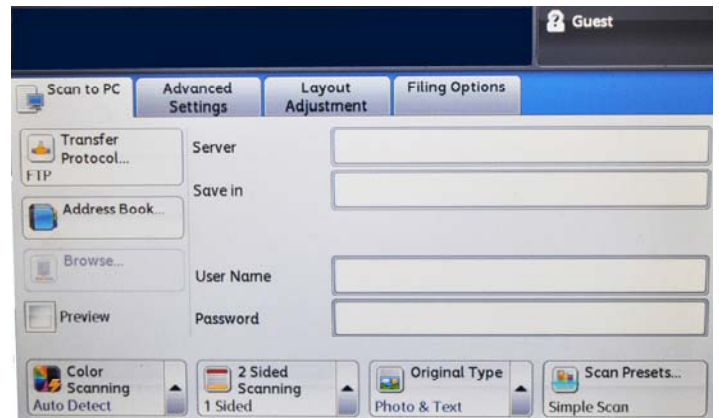 Guest
Scan to PC
Advanced
Settings
Layout
Adjustment
Filing Options
Transfer
Protocol...
FTP
Server
Save in
Address Book...
Browse...
User Name
Preview
Password
Color
Scanning
Auto Detect
2 Sided
Scanning
1 Sided
Original Type
Photo & Text
Scan Presets...
Simple Scan